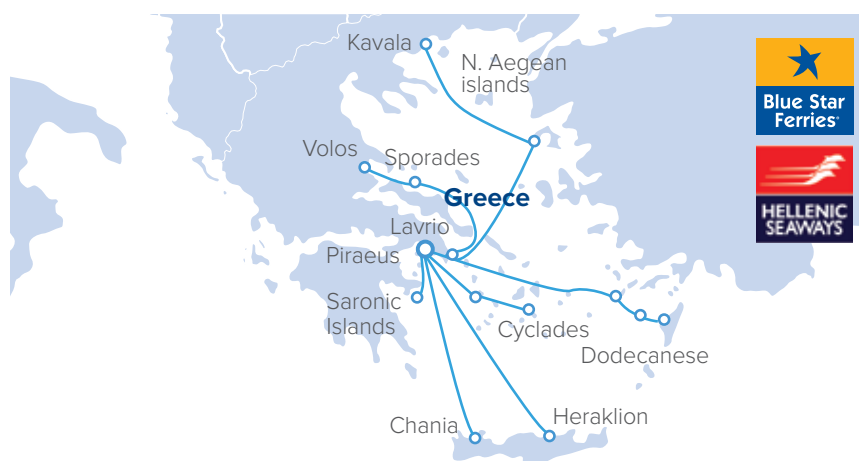 Kavala
N. Aegean
islands
Blue Star
Ferries
Volos
Sporades
Greece
HELLENIC
SEAWAYS
Lavrio
Piraeus
Saronic
Islands
Cyclades
Dodecanese
Chania
Heraklion